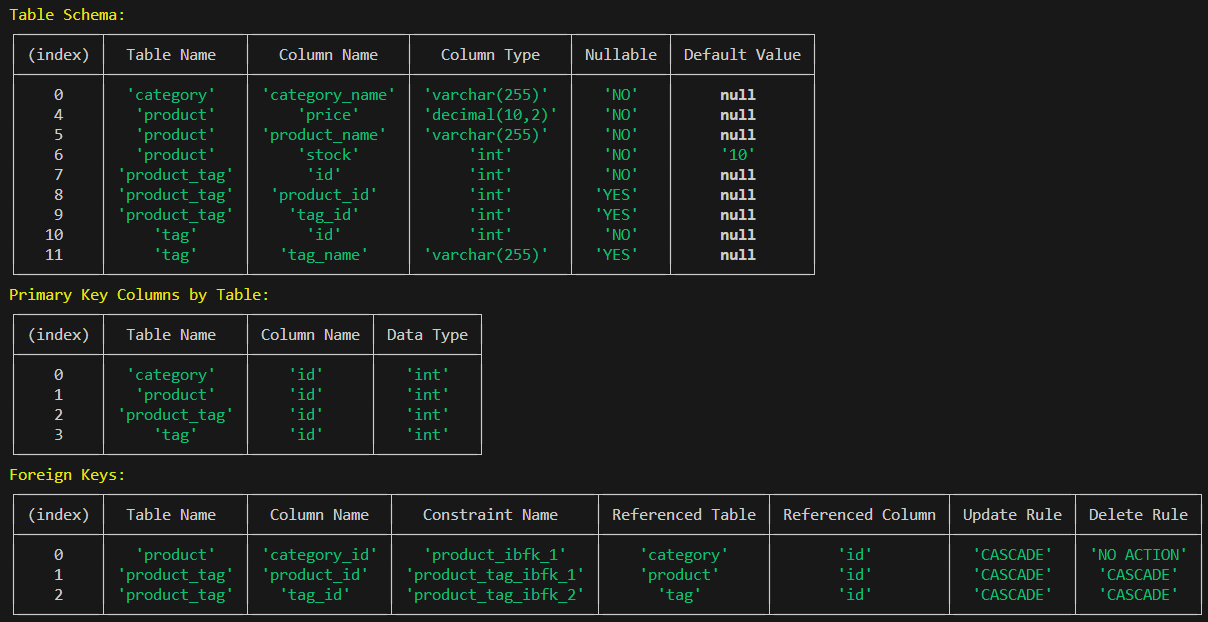 Table Schema:
(index) Table Name Column Name Column Type Nullable Default Value
0 'category' 'category_name' 'varchar(255)' 'NO' null
4 'product' 'price' 'decimal(10,2)' 'NO' null
5 'product' 'product_name' 'varchar(255)' 'NO' null
6 'product' 'stock' 'int' 'NO' '10'
7 'product_tag' 'id' 'int' 'NO' null
8 'product_tag' 'product_id' 'int' 'YES' null
9 'product_tag' 'tag_id' 'int' 'YES' null
10 'tag' 'id' 'int' 'NO' null
11 'tag' 'tag_name' 'varchar(255)' 'YES' null
Primary Key Columns by Table:
(index) Table Name Column Name Data Type
0 'category' 'id' 'int'
1 'product' 'id' 'int'
2 'product_tag' 'id' 'int'
3 'tag' 'id' 'int'
Foreign Keys:
(index) Table Name Column Name Constraint Name Referenced Table Referenced Column Update Rule Delete Rule
0 'product' 'category_id' 'product_ibfk_1' 'category' 'id' 'CASCADE' 'NO ACTION'
1 'product_tag' 'product_id' 'product_tag_ibfk_1' 'product' 'id' 'CASCADE' 'CASCADE'
2 'product_tag' 'tag_id' 'product_tag_ibfk_2' 'tag' 'id' 'CASCADE' 'CASCADE'